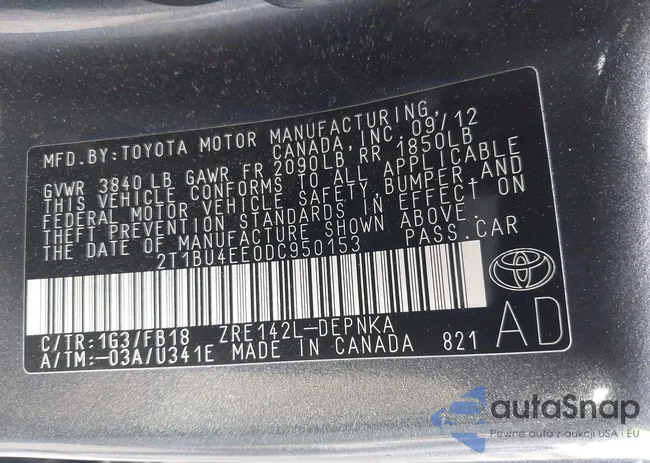 MFD.BY:TOYOTA MOTOR MANUFACTURING,
CANADA, INC. 09/12
GVWR 3840 LB GAWR FR 2090LB, RR 1850LB
THIS VEHICLE CONFORMS TO ALL APPLICABLE
FEDERAL MOTOR VEHICLE SAFETY, BUMPER, AND
THEFT PREVENTION STANDARDS IN EFFECT ON
DATE OF MANUFACTURE SHOWN ABOVE.
2T1BU4EE0DC950153 PASS.CAR
C/TR:1G3/FB18 ZRE142L-DEPNKA
A/TM:-03A/U341E MADE IN CANADA 821
AD
autaSnap
Pewne auta z aukcji USA i EU